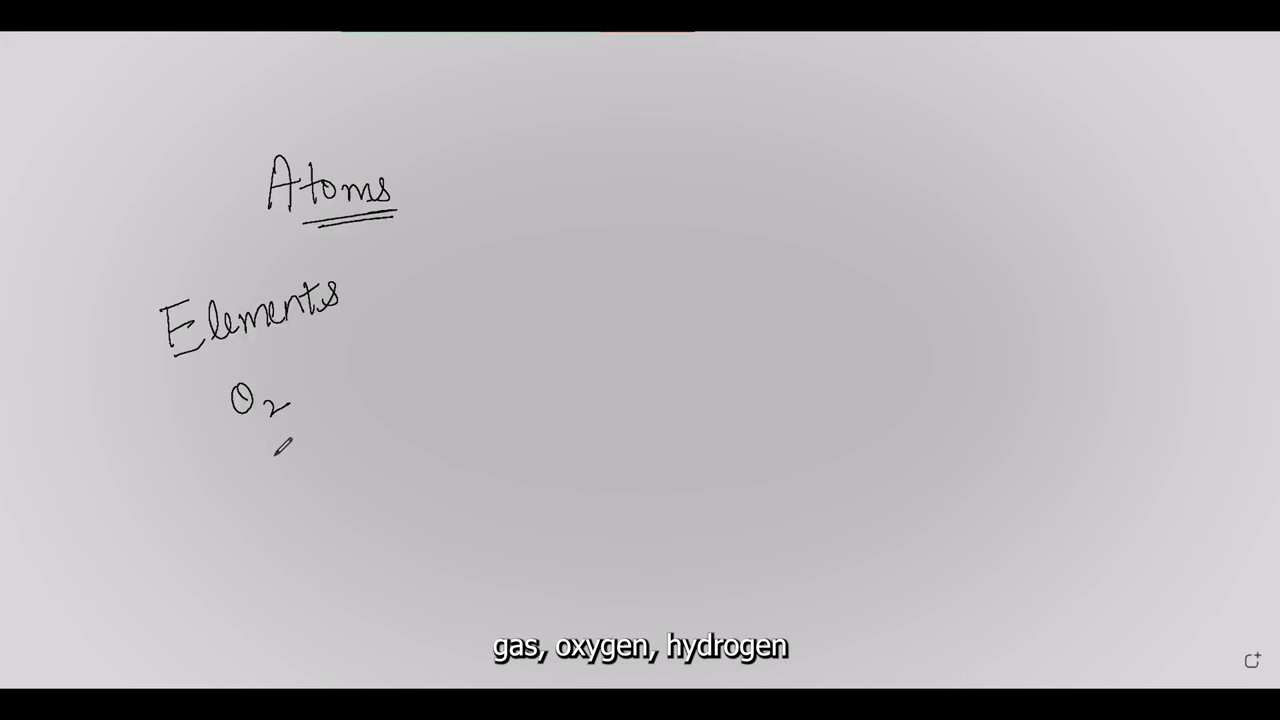 Atoms
Elements
O2
gas, oxygen, hydrogen